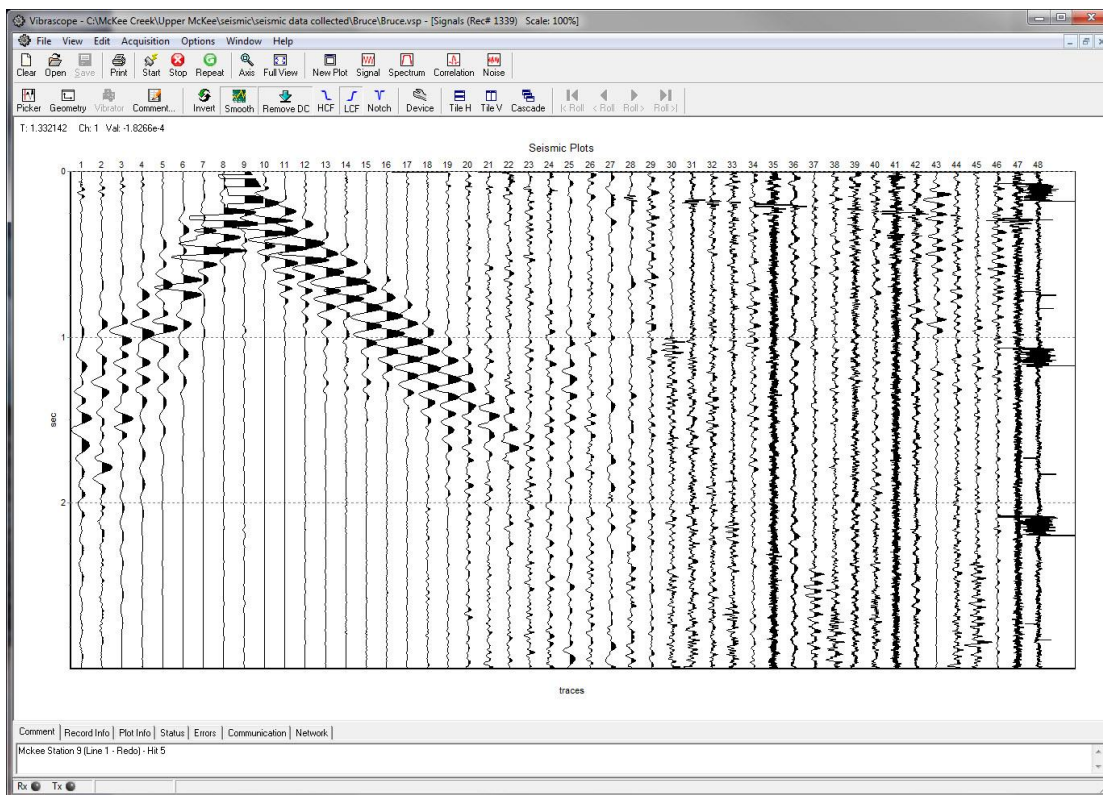 Vibrascope - C:\McKee Creek\Upper McKee\seismic\seismic data collected\Bruce\Bruce.vsp - [Signals (Rec# 1339)  Scale: 100%]
File View Edit Acquisition Options Window Help
Clear Open Save Print Start Stop Repeat Axis Full View New Plot Signal Spectrum Correlation Noise
Picker Geometry Vibrator Comment... Invert Smooth Remove DC HCF LCF Notch Device Tile H Tile V Cascade |< Roll < Roll Roll > Roll >|
T: 1.332142 Ch: 1 Val: -1.8266e-4
Seismic Plots
1 2 3 4 5 6 7 8 9 10 11 12 13 14 15 16 17 18 19 20 21 22 23 24 25 26 27 28 29 30 31 32 33 34 35 36 37 38 39 40 41 42 43 44 45 46 47 48
0
1
sec
2
traces
Comment Record Info Plot Info Status Errors Communication Network
Mckee Station 9 (Line 1 - Redo) - Hit 5
Rx Tx